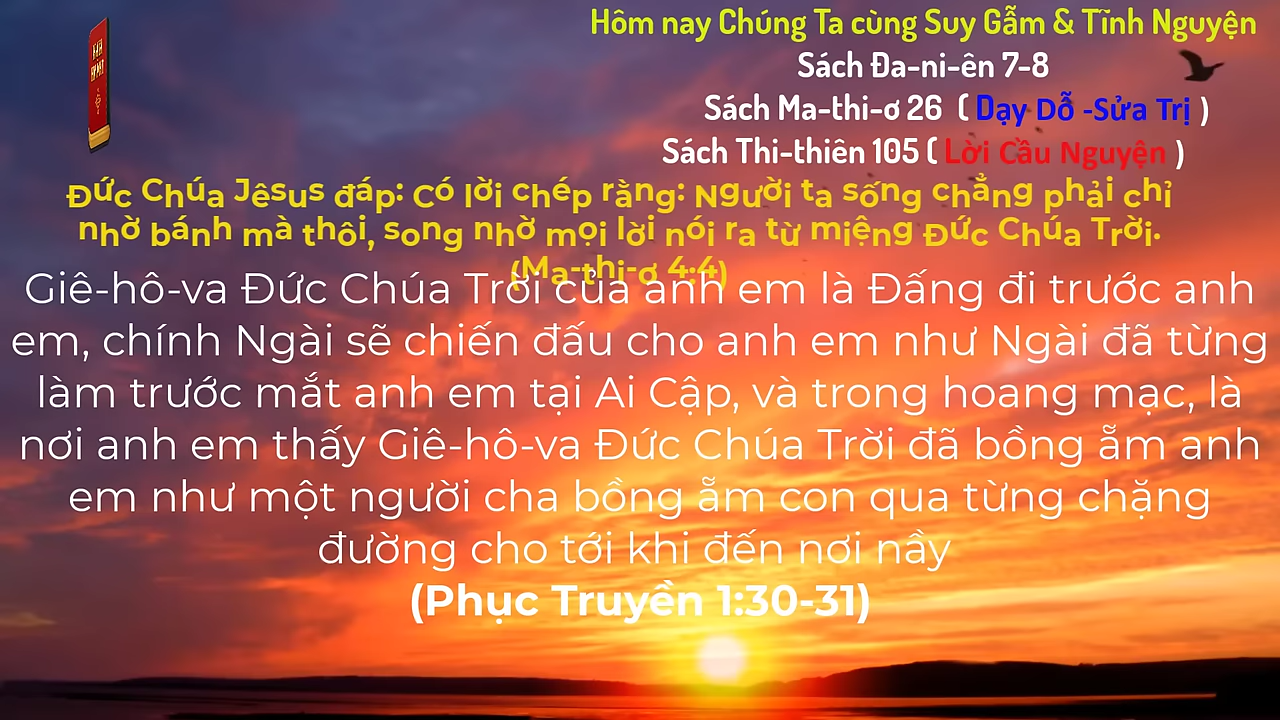 Hôm nay Chúng Ta cùng Suy Gẫm & Tĩnh Nguyện
Sách Đa-ni-ên 7-8
Sách Ma-thi-ơ 26 ( Dạy Dỗ -Sửa Trị )
Sách Thi-thiên 105 ( Lời Cầu Nguyện )
Đức Chúa Jêsus đáp: Có lời chép rằng: Người ta sống chẳng phải chỉ
nhờ bánh mà thôi, song nhờ mọi lời nói ra từ miệng Đức Chúa Trời.
(Ma-thi-ơ 4:4)
Giê-hô-va Đức Chúa Trời của anh em là Đấng đi trước anh
em, chính Ngài sẽ chiến đấu cho anh em như Ngài đã từng
làm trước mắt anh em tại Ai Cập, và trong hoang mạc, là
nơi anh em thấy Giê-hô-va Đức Chúa Trời đã bồng ẵm anh
em như một người cha bồng ẵm con qua từng chặng
đường cho tới khi đến nơi nầy
(Phục Truyền 1:30-31)